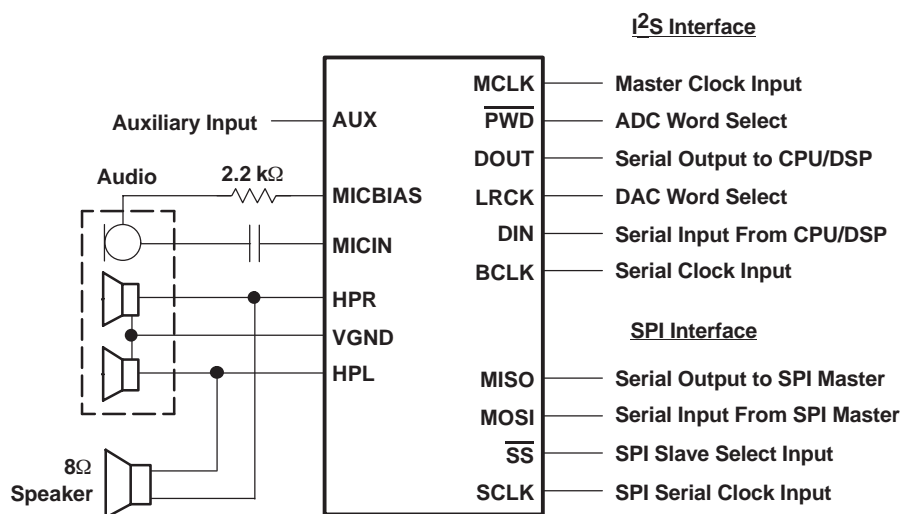 I2S Interface
MCLK
Master Clock Input
Auxiliary Input
AUX
PWD
ADC Word Select
DOUT
Serial Output to CPU/DSP
Audio
2.2 kΩ
MICBIAS
LRCK
DAC Word Select
MICIN
DIN
Serial Input From CPU/DSP
BCLK
Serial Clock Input
HPR
VGND
SPI Interface
HPL
MISO
Serial Output to SPI Master
MOSI
Serial Input From SPI Master
SS
SPI Slave Select Input
8Ω
Speaker
SCLK
SPI Serial Clock Input